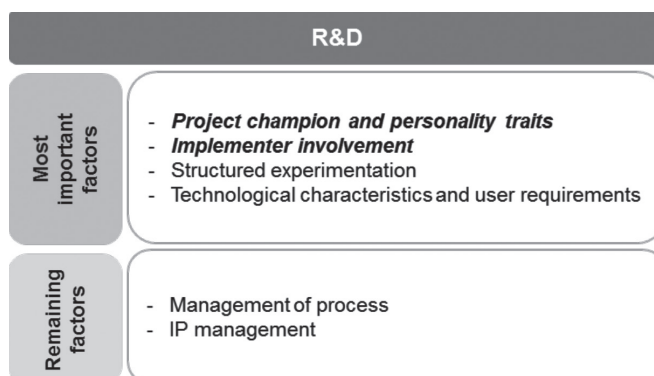 R&D
Most
important
factors
- Project champion and personality traits
- Implementer involvement
- Structured experimentation
- Technological characteristics and user requirements
Remaining
factors
- Management of process
- IP management